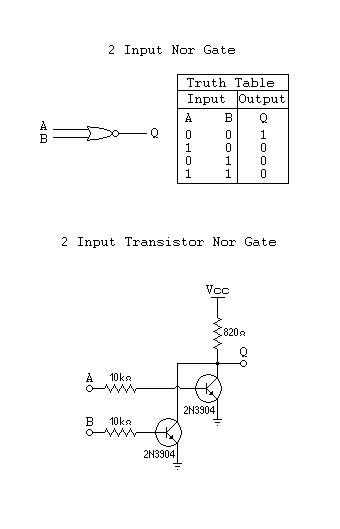 2 Input Nor Gate
Truth Table
Input Output
A B Q
0 0 1
1 0 0
0 1 0
1 1 0
A
B
Q
2 Input Transistor Nor Gate
Vcc
820Ω
Q
A 10kΩ
2N3904
B 10kΩ
2N3904